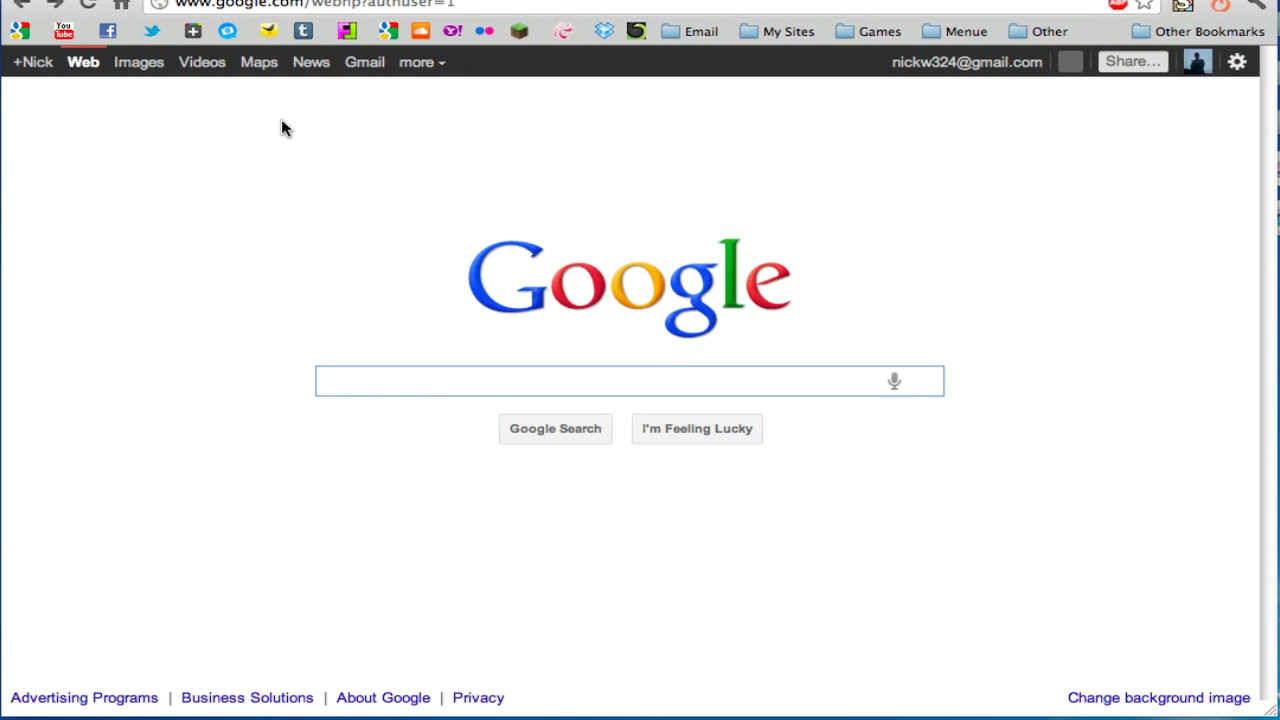 www.google.com/webhp?authuser=1
You Tube Email My Sites Games Menue Other Other Bookmarks
+Nick Web Images Videos Maps News Gmail more nickw324@gmail.com Share...
Google
Google Search I'm Feeling Lucky
Advertising Programs | Business Solutions | About Google | Privacy Change background image